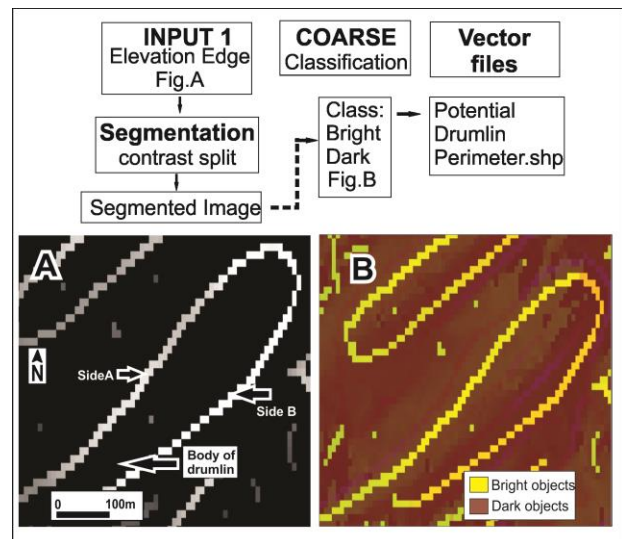 INPUT 1
Elevation Edge
Fig.A
Segmentation
contrast split
Segmented Image
COARSE
Classification
Class:
Bright
Dark
Fig.B
Vector
files
Potential
Drumlin
Perimeter.shp
A
N
SideA
Side B
Body of
drumlin
0 100m
B
Bright objects
Dark objects